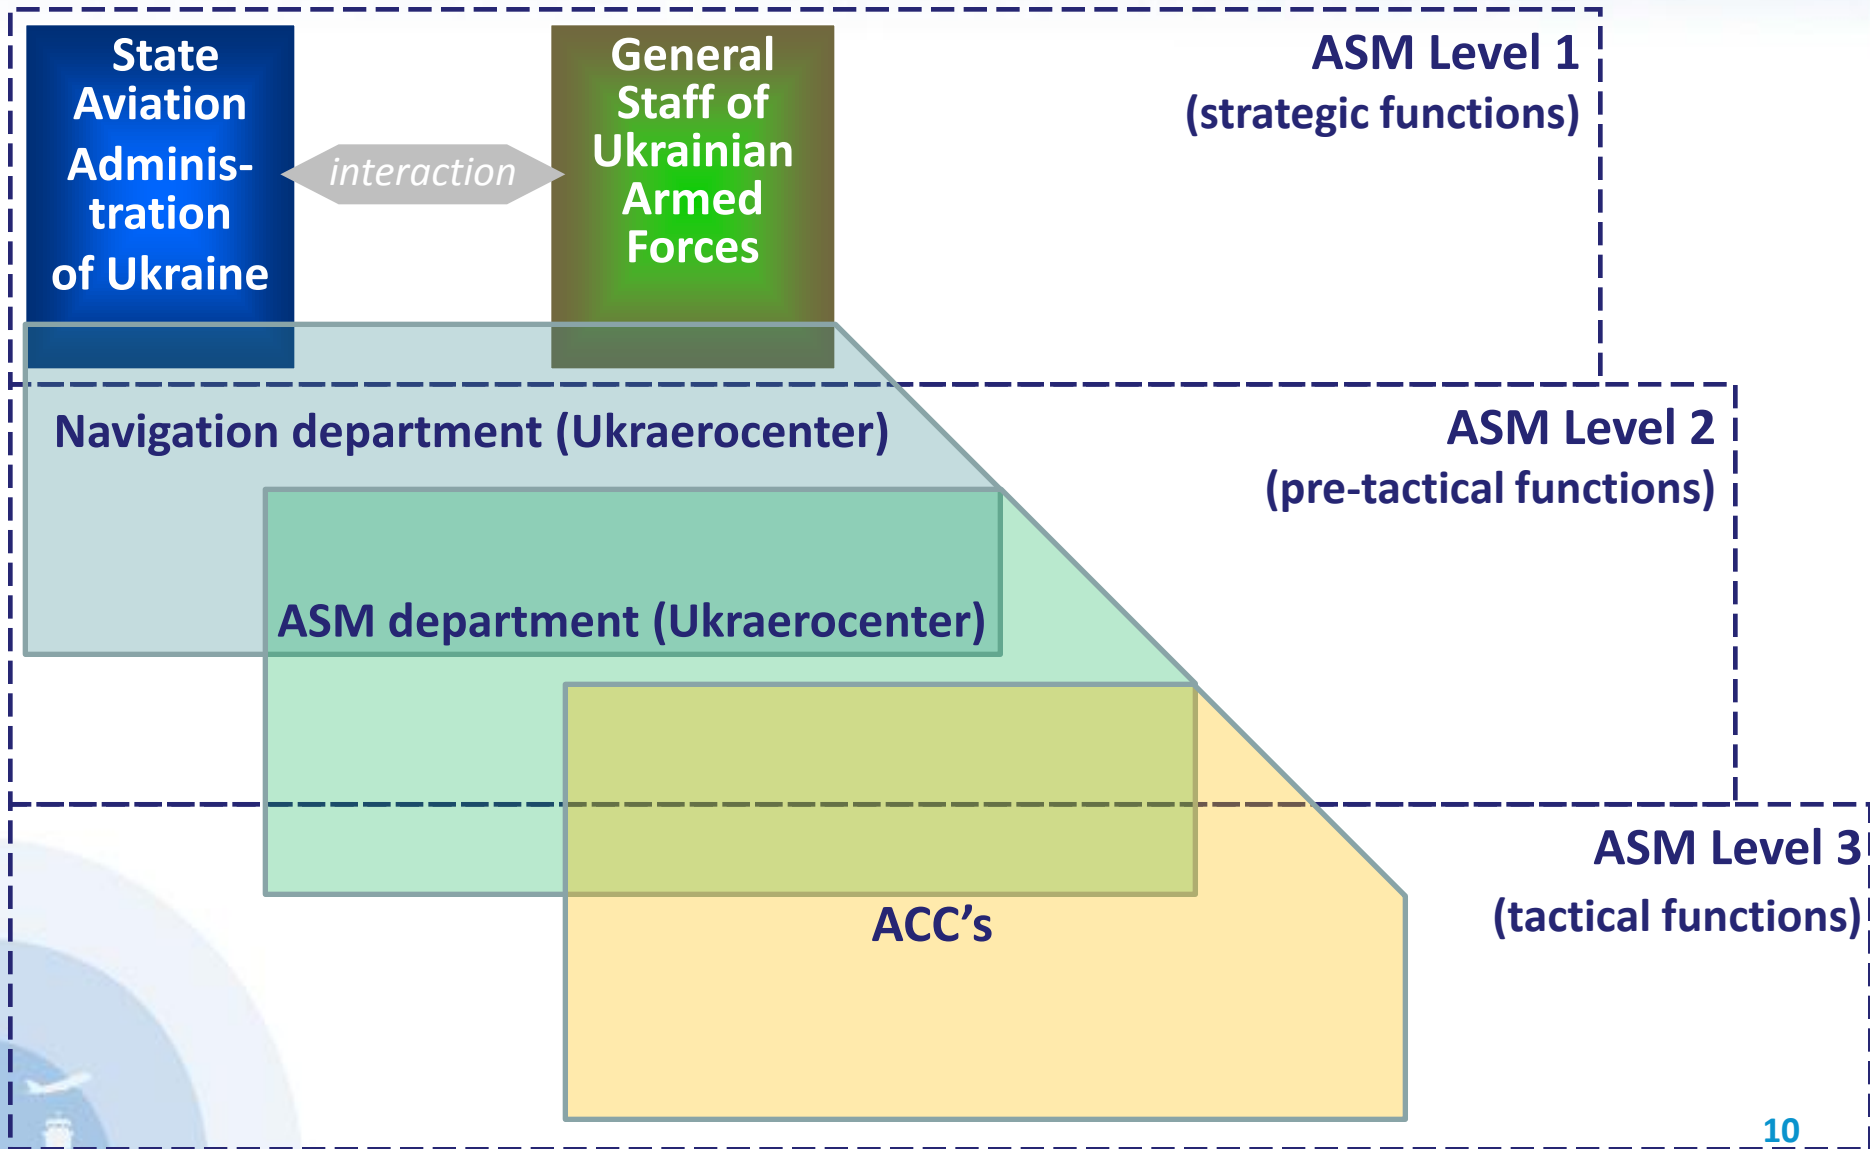 State
Aviation
Adminis-
tration
of Ukraine
interaction
General
Staff of
Ukrainian
Armed
Forces
ASM Level 1
(strategic functions)
Navigation department (Ukraerocenter)
ASM Level 2
(pre-tactical functions)
ASM department (Ukraerocenter)
ASM Level 3
(tactical functions)
ACC’s
10